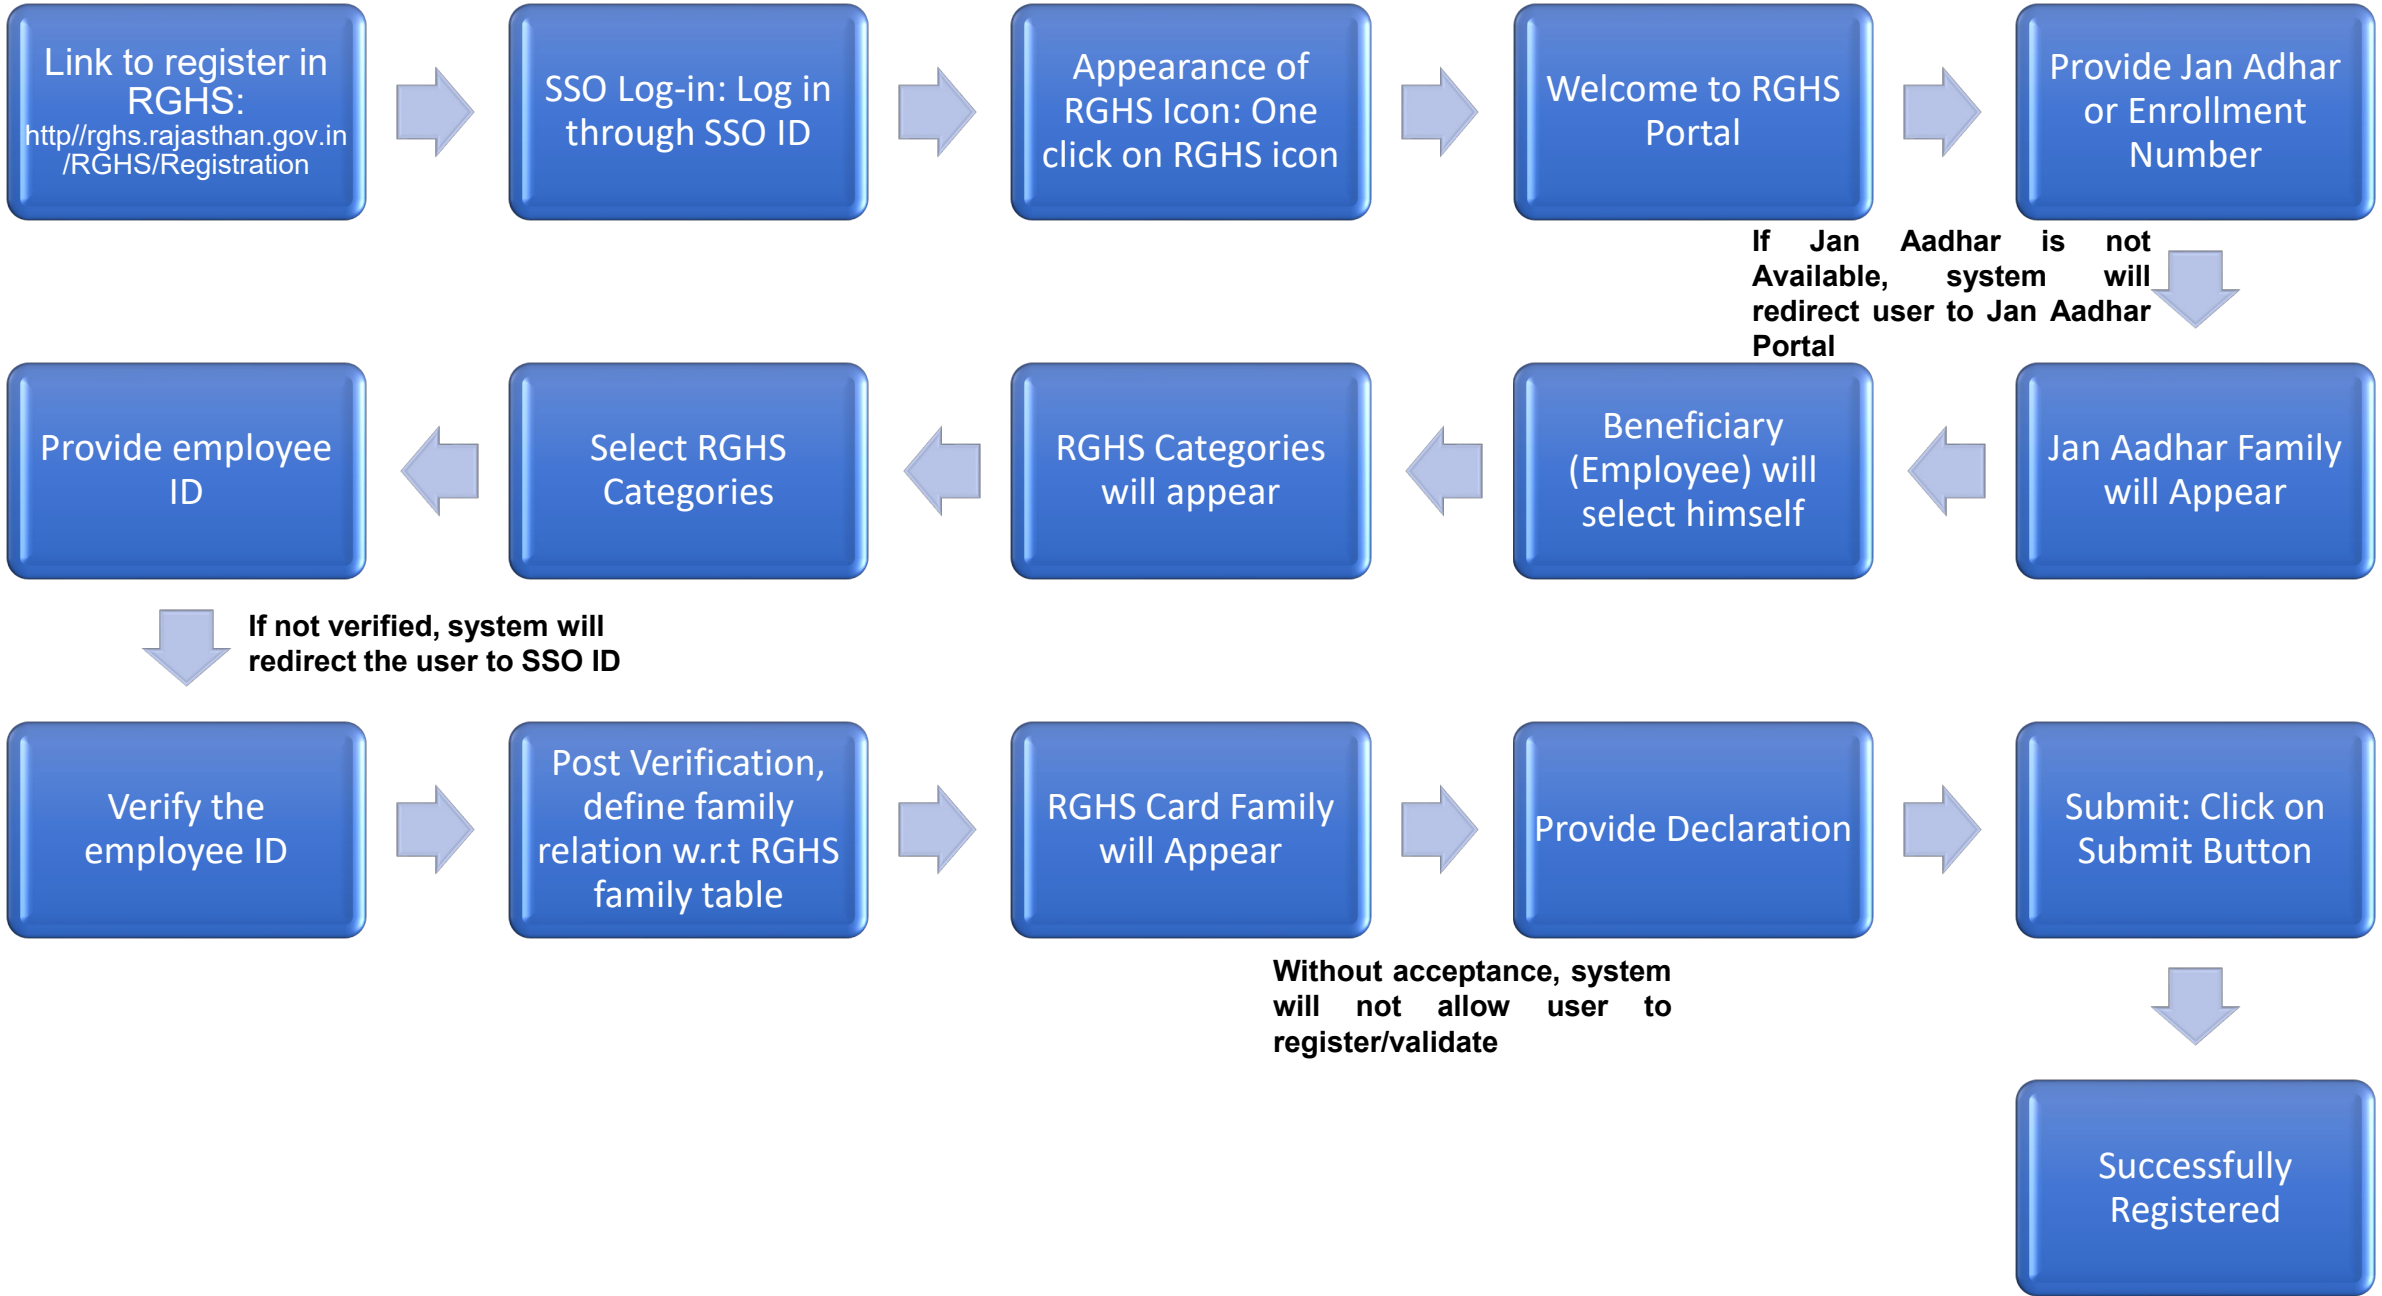 Link to register in
RGHS:
http//rghs.rajasthan.gov.in
/RGHS/Registration
SSO Log-in: Log in
through SSO ID
Appearance of
RGHS Icon: One
click on RGHS icon
Welcome to RGHS
Portal
Provide Jan Adhar
or Enrollment
Number
If Jan Aadhar is not
Available, system will
redirect user to Jan Aadhar
Portal
Jan Aadhar Family
will Appear
Beneficiary
(Employee) will
select himself
RGHS Categories
will appear
Select RGHS
Categories
Provide employee
ID
If not verified, system will
redirect the user to SSO ID
Verify the
employee ID
Post Verification,
define family
relation w.r.t RGHS
family table
RGHS Card Family
will Appear
Provide Declaration
Without acceptance, system
will not allow user to
register/validate
Submit: Click on
Submit Button
Successfully
Registered